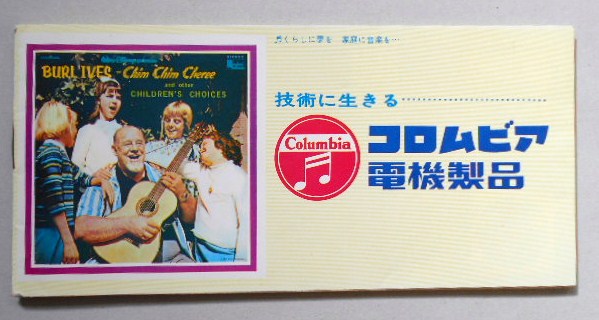 BURL IVES - Chim Chim Cheree
and other
CHILDREN'S CHOICES
♬くらしに夢を 家庭に音楽を…
技術に生きる
Columbia
コロムビア
電機製品